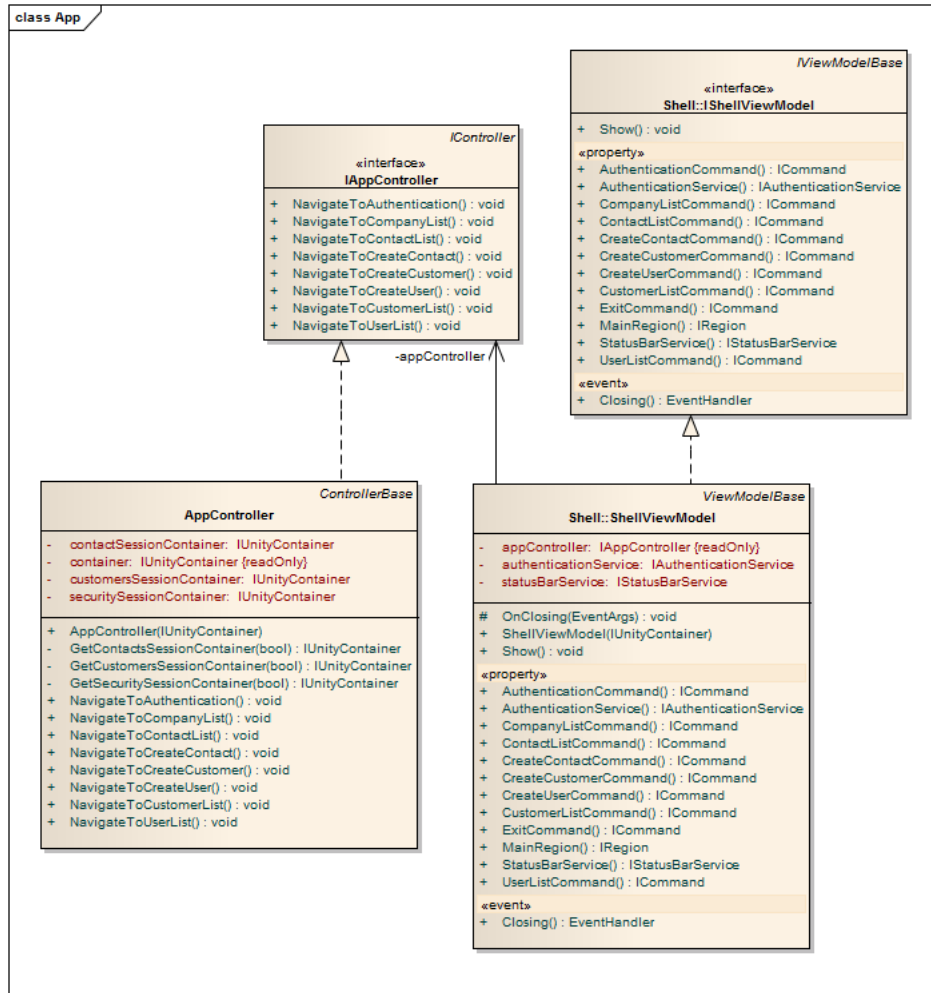 class App
IViewModelBase
«interface»
Shell::IShellViewModel
+ Show() : void
«property»
+ AuthenticationCommand() : ICommand
+ AuthenticationService() : IAuthenticationService
+ CompanyListCommand() : ICommand
+ ContactListCommand() : ICommand
+ CreateContactCommand() : ICommand
+ CreateCustomerCommand() : ICommand
+ CreateUserCommand() : ICommand
+ CustomerListCommand() : ICommand
+ ExitCommand() : ICommand
+ MainRegion() : IRegion
+ StatusBarService() : IStatusBarService
+ UserListCommand() : ICommand
«event»
+ Closing() : EventHandler
IController
«interface»
IAppController
+ NavigateToAuthentication() : void
+ NavigateToCompanyList() : void
+ NavigateToContactList() : void
+ NavigateToCreateContact() : void
+ NavigateToCreateCustomer() : void
+ NavigateToCreateUser() : void
+ NavigateToCustomerList() : void
+ NavigateToUserList() : void
-appController
ControllerBase
AppController
- contactSessionContainer: IUnityContainer
- container: IUnityContainer {readOnly}
- customersSessionContainer: IUnityContainer
- securitySessionContainer: IUnityContainer
+ AppController(IUnityContainer)
- GetContactsSessionContainer(bool) : IUnityContainer
- GetCustomersSessionContainer(bool) : IUnityContainer
- GetSecuritySessionContainer(bool) : IUnityContainer
+ NavigateToAuthentication() : void
+ NavigateToCompanyList() : void
+ NavigateToContactList() : void
+ NavigateToCreateContact() : void
+ NavigateToCreateCustomer() : void
+ NavigateToCreateUser() : void
+ NavigateToCustomerList() : void
+ NavigateToUserList() : void
ViewModelBase
Shell::ShellViewModel
- appController: IAppController {readOnly}
- authenticationService: IAuthenticationService
- statusBarService: IStatusBarService
# OnClosing(EventArgs) : void
+ ShellViewModel(IUnityContainer)
+ Show() : void
«property»
+ AuthenticationCommand() : ICommand
+ AuthenticationService() : IAuthenticationService
+ CompanyListCommand() : ICommand
+ ContactListCommand() : ICommand
+ CreateContactCommand() : ICommand
+ CreateCustomerCommand() : ICommand
+ CreateUserCommand() : ICommand
+ CustomerListCommand() : ICommand
+ ExitCommand() : ICommand
+ MainRegion() : IRegion
+ StatusBarService() : IStatusBarService
+ UserListCommand() : ICommand
«event»
+ Closing() : EventHandler